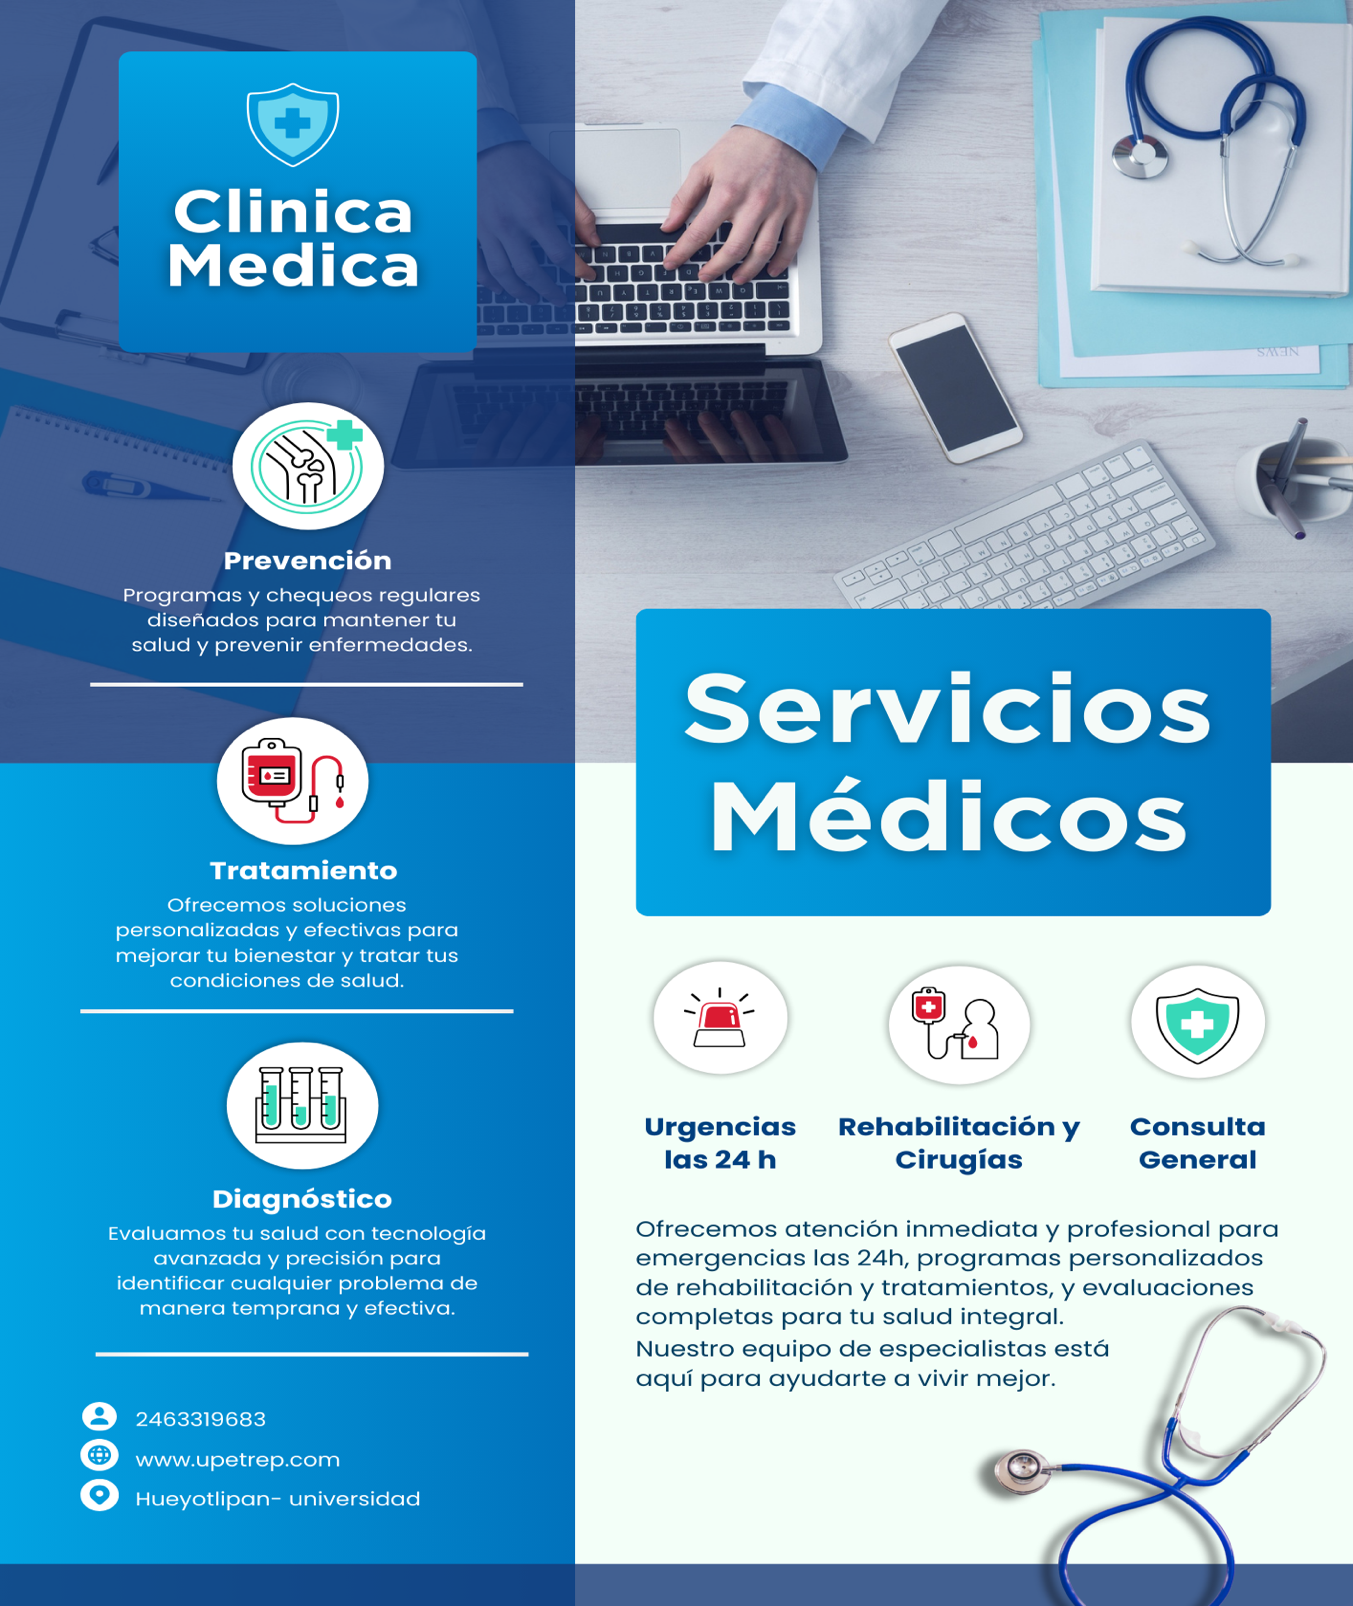 Clinica
Medica
Prevención
Programas y chequeos regulares
diseñados para mantener tu
salud y prevenir enfermedades.
Tratamiento
Ofrecemos soluciones
personalizadas y efectivas para
mejorar tu bienestar y tratar tus
condiciones de salud.
Diagnóstico
Evaluamos tu salud con tecnología
avanzada y precisión para
identificar cualquier problema de
manera temprana y efectiva.
2463319683
www.upetrep.com
Hueyotlipan- universidad
NEWS
Servicios
Médicos
Urgencias
las 24 h
Rehabilitación y
Cirugías
Consulta
General
Ofrecemos atención inmediata y profesional para
emergencias las 24h, programas personalizados
de rehabilitación y tratamientos, y evaluaciones
completas para tu salud integral.
Nuestro equipo de especialistas está
aquí para ayudarte a vivir mejor.